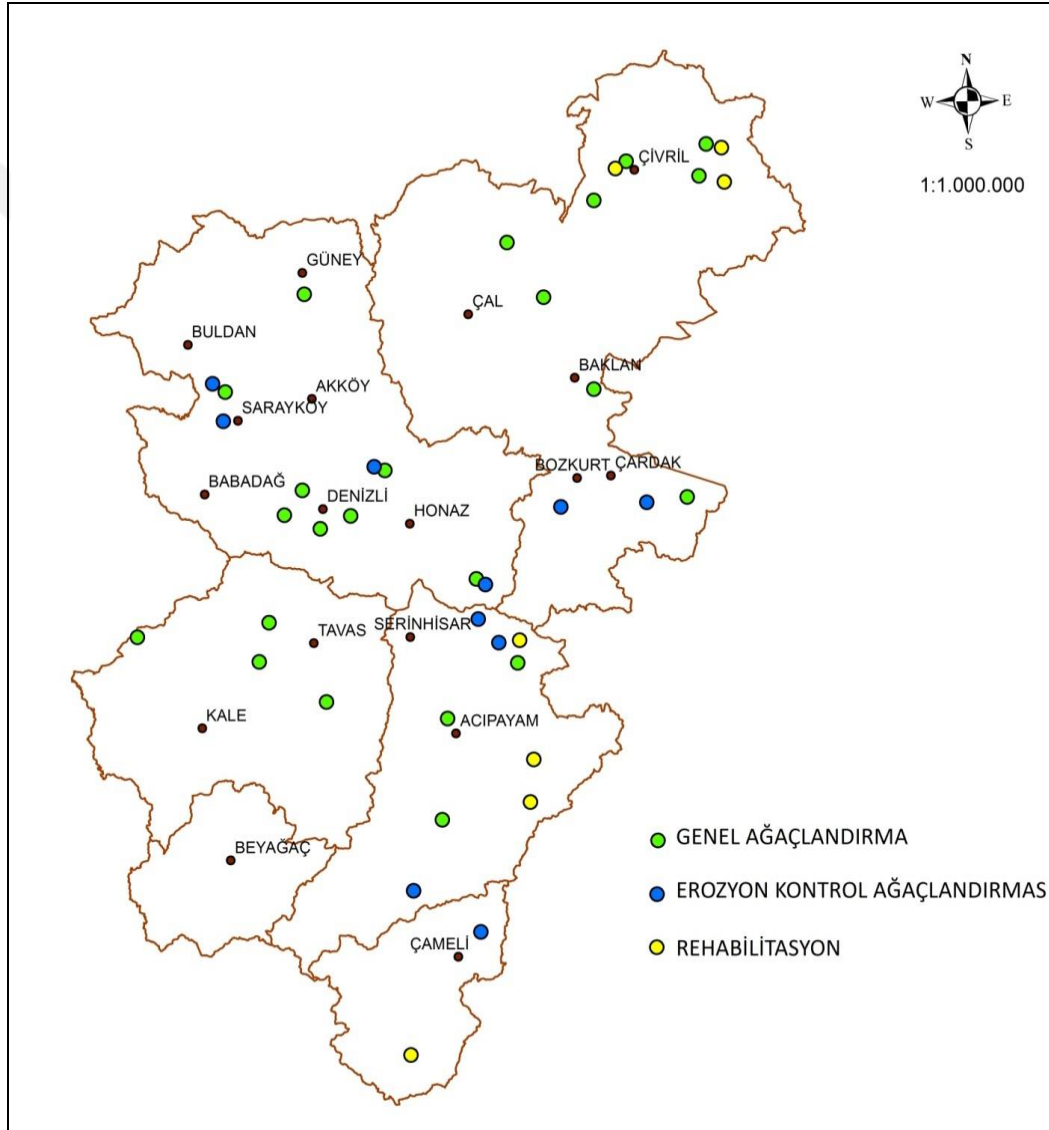 N
W E
S
1:1.000.000
ÇİVRİL
GÜNEY
ÇAL
BULDAN
BAKLAN
AKKÖY
SARAYKÖY
BOZKURT ÇARDAK
BABADAĞ
DENİZLİ
HONAZ
TAVAS
SERİNHİSAR
KALE
ACIPAYAM
BEYAĞAÇ
ÇAMELİ
GENEL AĞAÇLANDIRMA
EROZYON KONTROL AĞAÇLANDIRMAS
REHABİLİTASYON